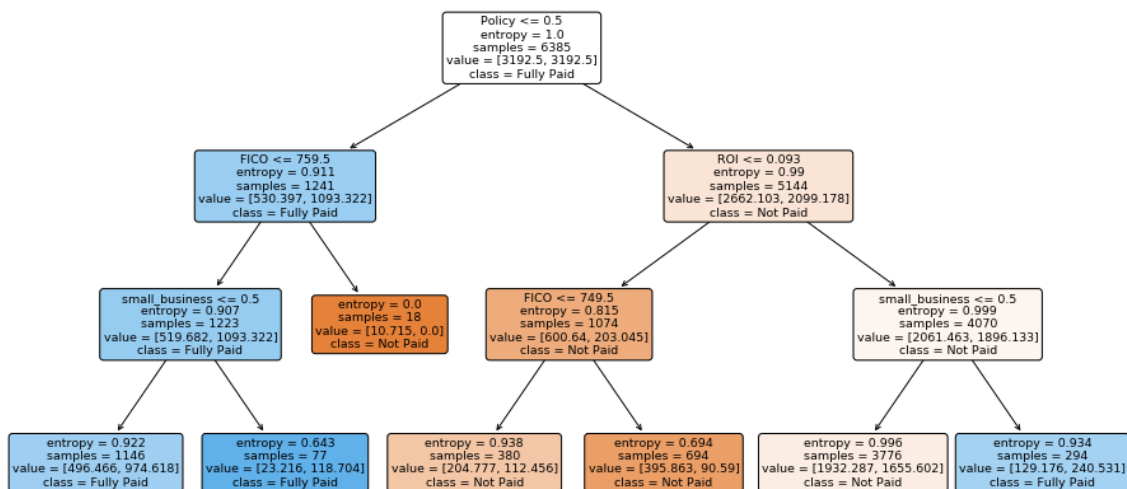 Policy <= 0.5
entropy = 1.0
samples = 6385
value = [3192.5, 3192.5]
class = Fully Paid
FICO <= 759.5
entropy = 0.911
samples = 1241
value = [530.397, 1093.322]
class = Fully Paid
ROI <= 0.093
entropy = 0.99
samples = 5144
value = [2662.103, 2099.178]
class = Not Paid
small_business <= 0.5
entropy = 0.907
samples = 1223
value = [519.682, 1093.322]
class = Fully Paid
entropy = 0.0
samples = 18
value = [10.715, 0.0]
class = Not Paid
FICO <= 749.5
entropy = 0.815
samples = 1074
value = [600.64, 203.045]
class = Not Paid
small_business <= 0.5
entropy = 0.999
samples = 4070
value = [2061.463, 1896.133]
class = Not Paid
entropy = 0.922
samples = 1146
value = [496.466, 974.618]
class = Fully Paid
entropy = 0.643
samples = 77
value = [23.216, 118.704]
class = Fully Paid
entropy = 0.938
samples = 380
value = [204.777, 112.456]
class = Not Paid
entropy = 0.694
samples = 694
value = [395.863, 90.59]
class = Not Paid
entropy = 0.996
samples = 3776
value = [1932.287, 1655.602]
class = Not Paid
entropy = 0.934
samples = 294
value = [129.176, 240.531]
class = Fully Paid